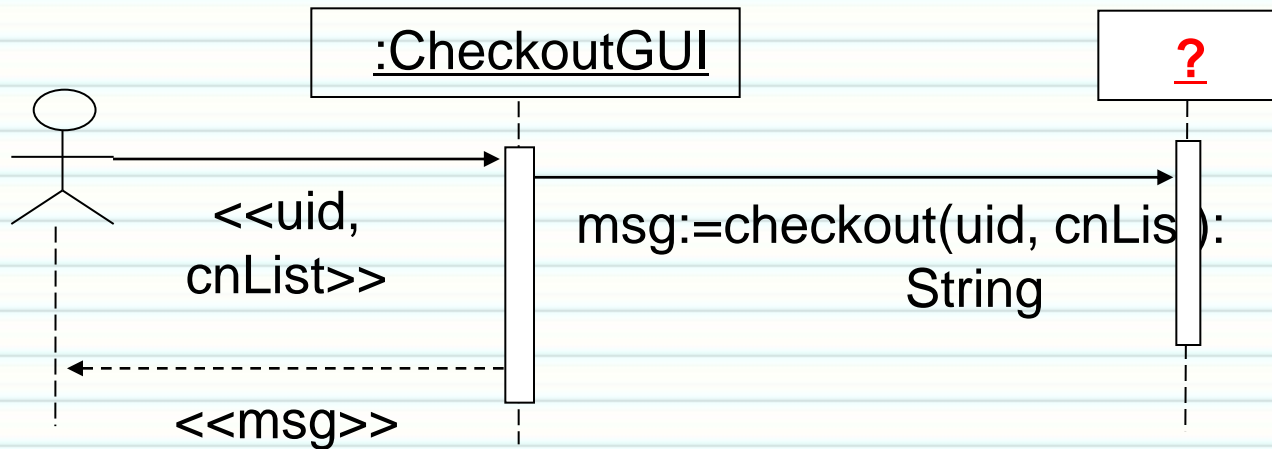 :CheckoutGUI
?
<<uid,
cnList>>
msg:=checkout(uid, cnList):
String
<<msg>>